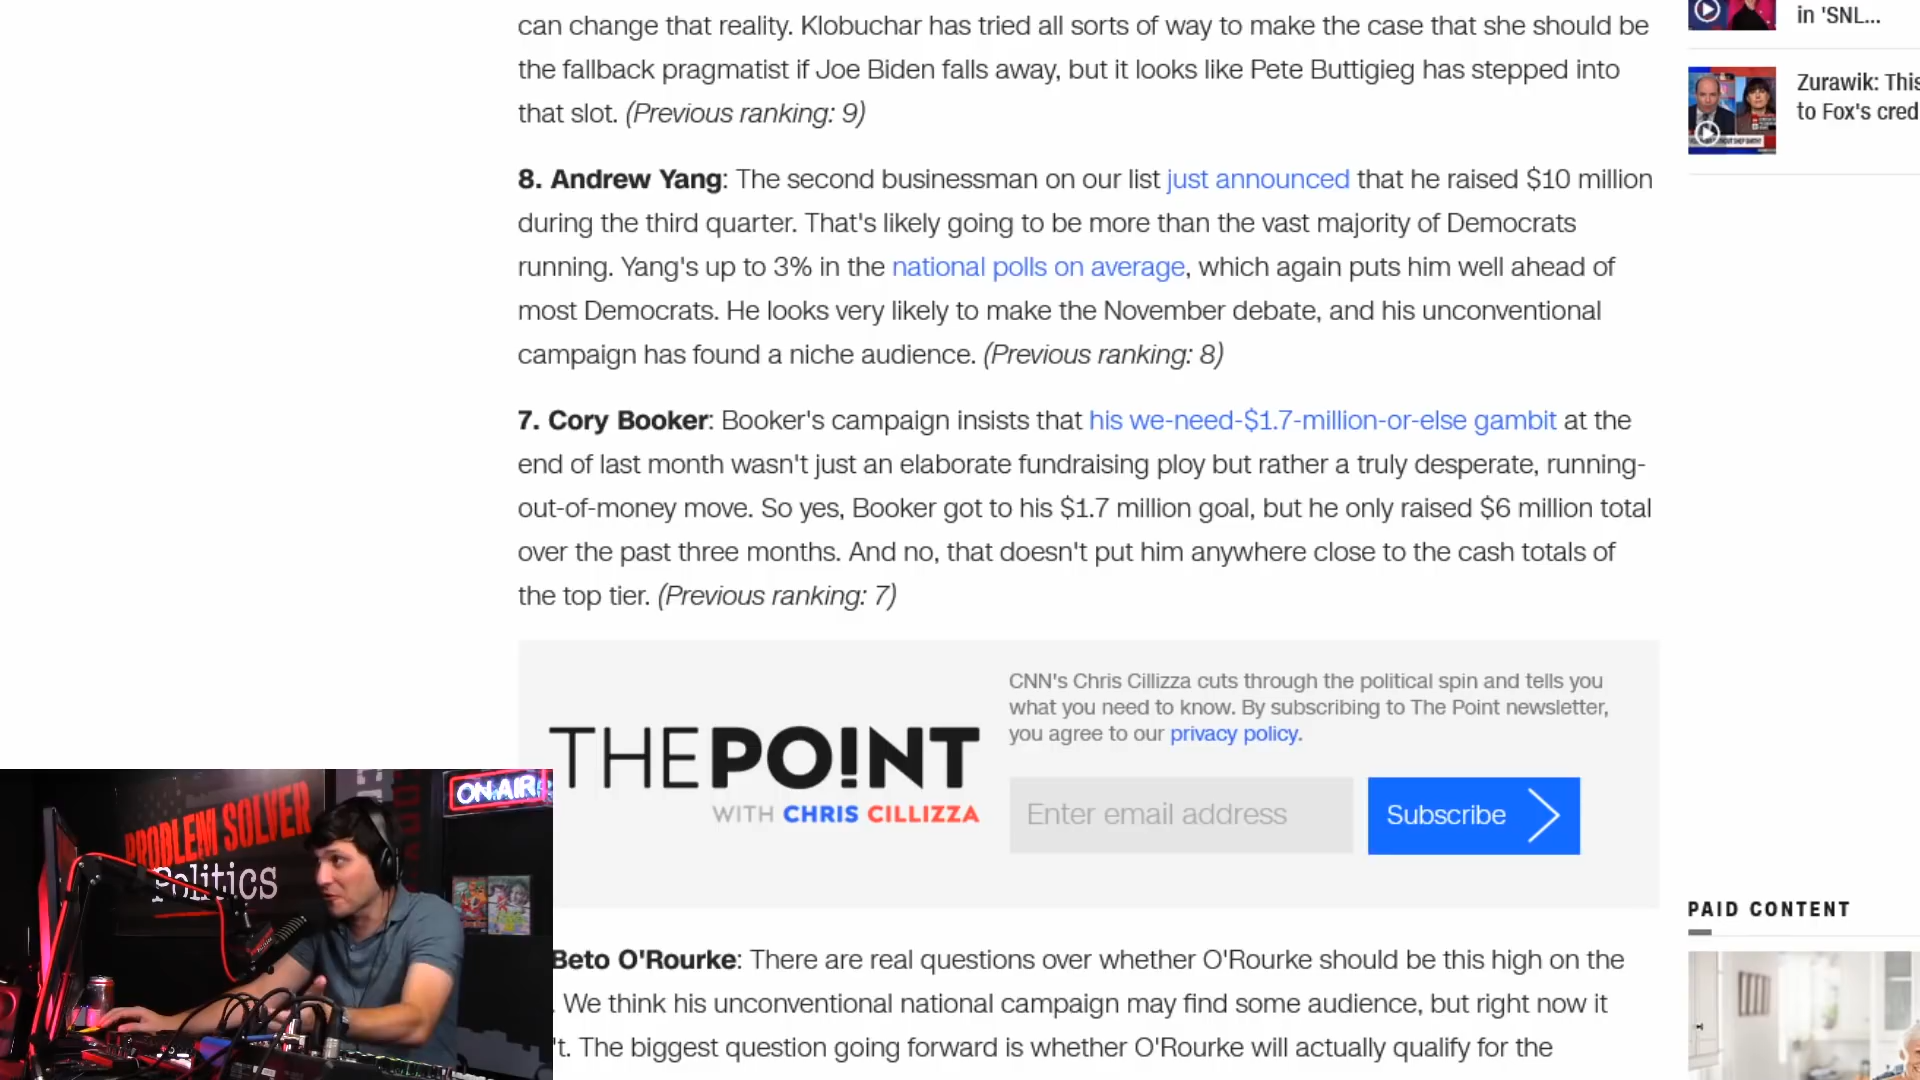 can change that reality. Klobuchar has tried all sorts of way to make the case that she should be
the fallback pragmatist if Joe Biden falls away, but it looks like Pete Buttigieg has stepped into
that slot. (Previous ranking: 9)
8. Andrew Yang: The second businessman on our list just announced that he raised $10 million
during the third quarter. That's likely going to be more than the vast majority of Democrats
running. Yang's up to 3% in the national polls on average, which again puts him well ahead of
most Democrats. He looks very likely to make the November debate, and his unconventional
campaign has found a niche audience. (Previous ranking: 8)
7. Cory Booker: Booker's campaign insists that his we-need-$1.7-million-or-else gambit at the
end of last month wasn't just an elaborate fundraising ploy but rather a truly desperate, running-
out-of-money move. So yes, Booker got to his $1.7 million goal, but he only raised $6 million total
over the past three months. And no, that doesn't put him anywhere close to the cash totals of
the top tier. (Previous ranking: 7)
THEPO!NT
WITH CHRIS CILLIZZA
CNN's Chris Cillizza cuts through the political spin and tells you
what you need to know. By subscribing to The Point newsletter,
you agree to our privacy policy.
Enter email address
Subscribe
Beto O'Rourke: There are real questions over whether O'Rourke should be this high on the
. We think his unconventional national campaign may find some audience, but right now it
't. The biggest question going forward is whether O'Rourke will actually qualify for the
in 'SNL...
Zurawik: This
to Fox's cred
PAID CONTENT
PROBLEM SOLVER
Politics
ON AIR